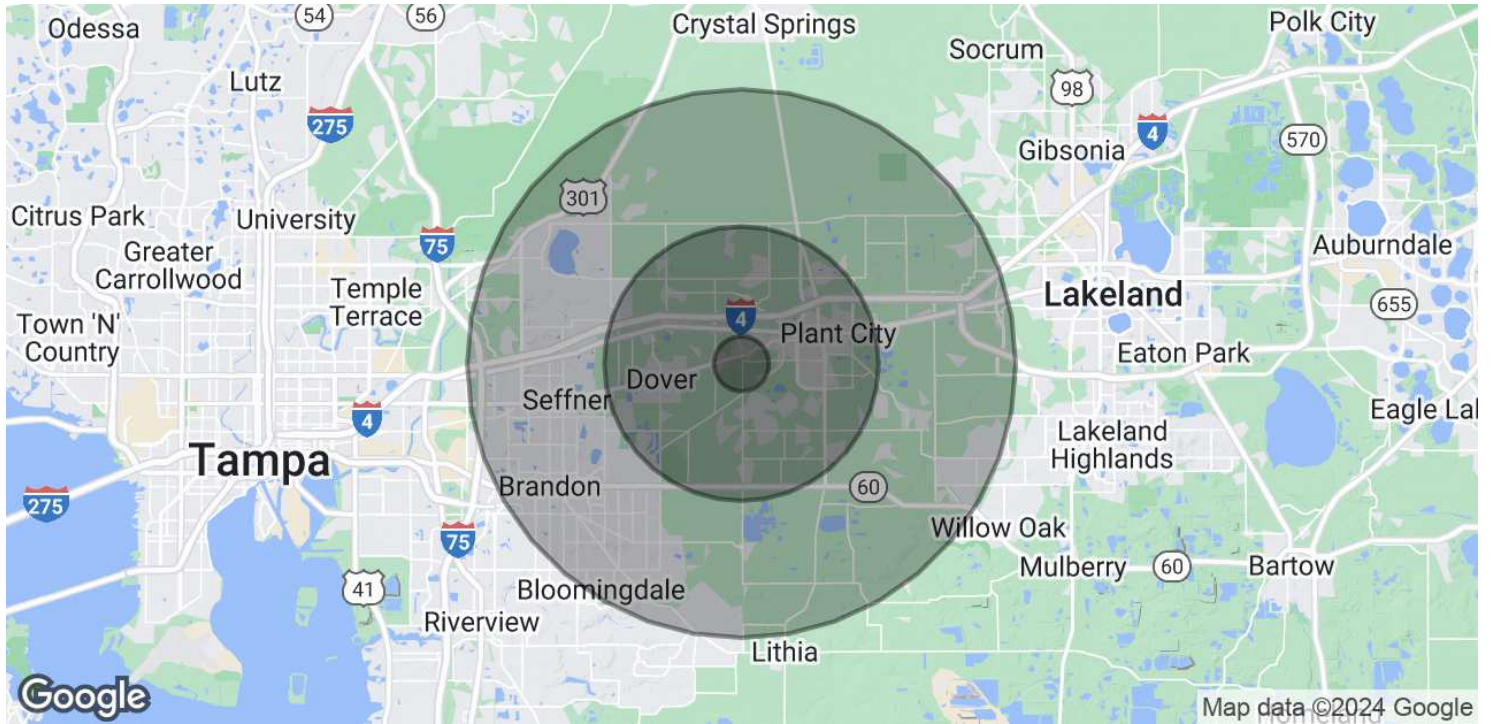 54
56
Odessa
Crystal Springs
Polk City
Socrum
Lutz
98
275
4
570
Gibsonia
301
Citrus Park
University
75
Auburndale
Greater
Carrollwood
Temple
Terrace
Lakeland
655
4
Town 'N'
Country
Plant City
Eaton Park
Dover
Seffner
Eagle Lak
4
Lakeland
Highlands
Tampa
Brandon
60
275
Willow Oak
75
Mulberry
60
Bartow
41
Bloomingdale
Riverview
Lithia
Google
Map data ©2024 Google